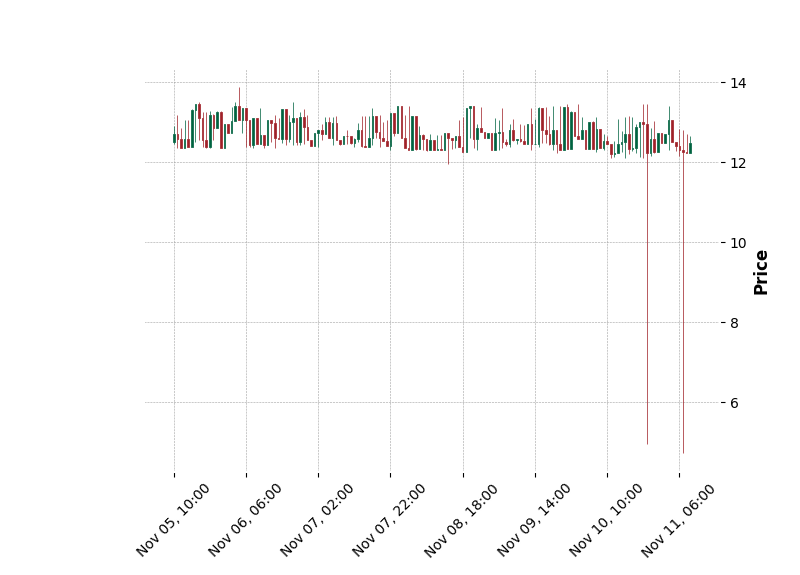 14
12
10
8
6
Price
Nov 05, 10:00
Nov 06, 06:00
Nov 07, 02:00
Nov 07, 22:00
Nov 08, 18:00
Nov 09, 14:00
Nov 10, 10:00
Nov 11, 06:00